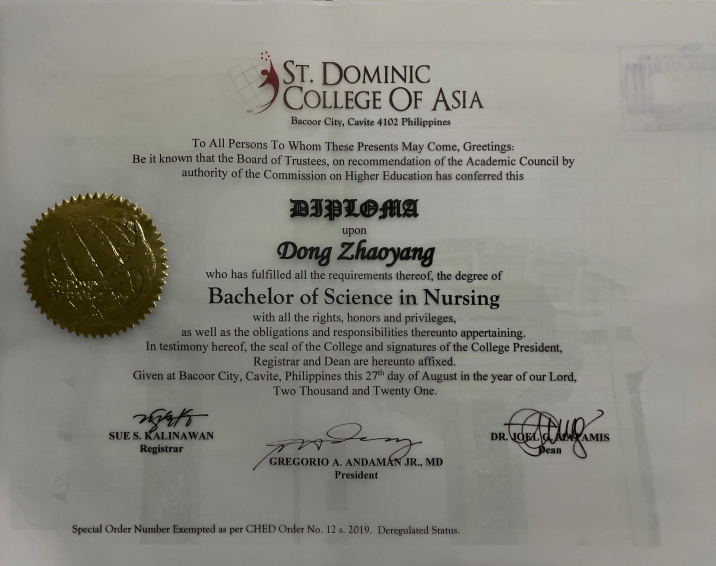 ST. DOMINIC
COLLEGE OF ASIA
Bacoor City, Cavite 4102 Philippines
To All Persons To Whom These Presents May Come, Greetings:
Be it known that the Board of Trustees, on recommendation of the Academic Council by
authority of the Commission on Higher Education has conferred this
DIPLOMA
upon
Dong Zhaoyang
who has fulfilled all the requirements thereof, the degree of
Bachelor of Science in Nursing
with all the rights, honors and privileges,
as well as the obligations and responsibilities thereunto appertaining.
In testimony hereof, the seal of the College and signatures of the College President,
Registrar and Dean are hereunto affixed.
Given at Bacoor City, Cavite, Philippines this 27th day of August in the year of our Lord,
Two Thousand and Twenty One.
SUE S. KALINAWAN
Registrar
GREGORIO A. ANDAMAN JR., MD
President
DR. JOEL
Dean
Special Order Number Exempted as per CHED Order No. 12 s. 2019. Deregulated Status.